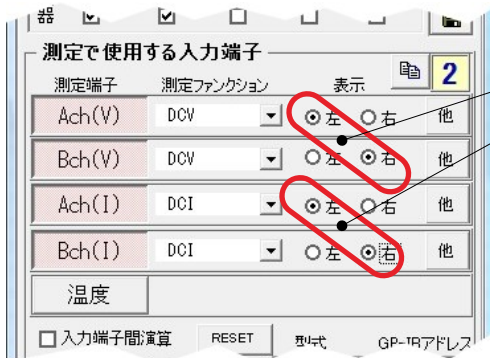 器
測定で使用する入力端子
2
測定端子 測定ファンクション 表示
Ach(V) DCV 左 右 他
Bch(V) DCV 左 右 他
Ach(I) DCI 左 右 他
Bch(I) DCI 左 右 他
温度
入力端子間演算 RESET 型式 GP-IBアドレス